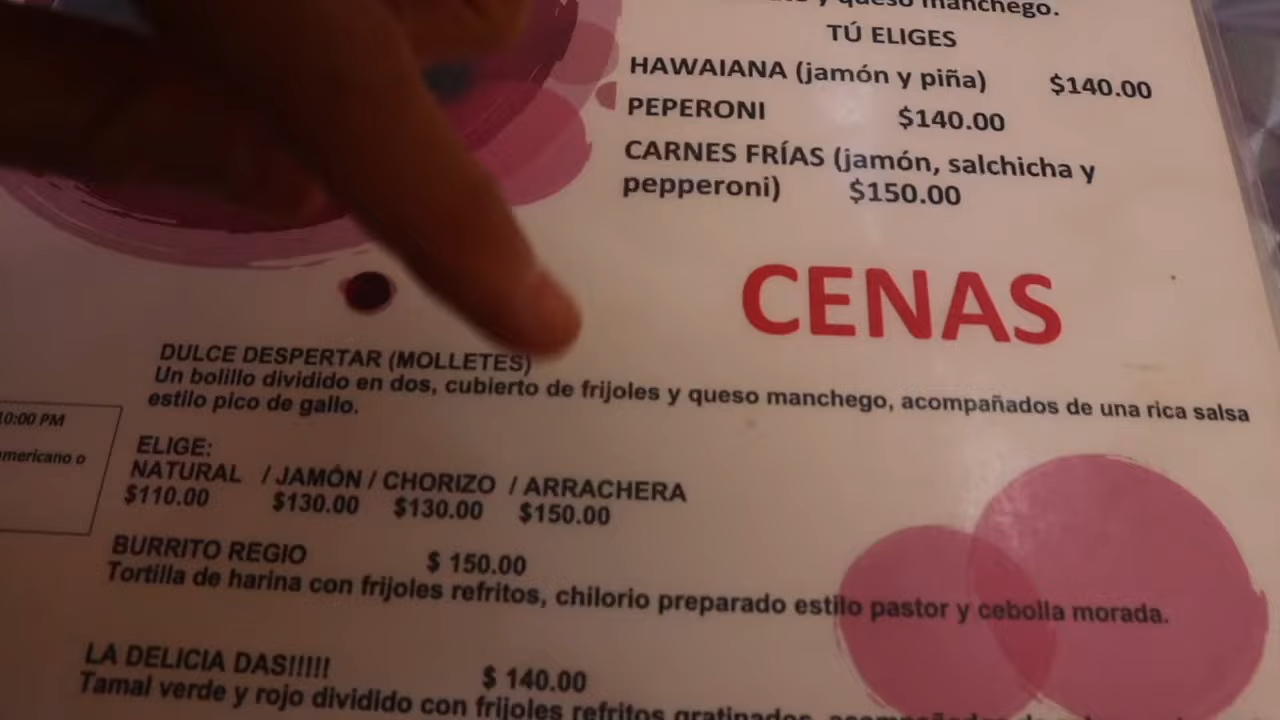 y queso manchego.
TÚ ELIGES
HAWAIANA (jamón y piña) $140.00
PEPERONI $140.00
CARNES FRÍAS (jamón, salchicha y
pepperoni) $150.00
CENAS
DULCE DESPERTAR (MOLLETES)
Un bolillo dividido en dos, cubierto de frijoles y queso manchego, acompañados de una rica salsa
estilo pico de gallo.
10:00 PM
americano o
ELIGE:
NATURAL / JAMÓN / CHORIZO / ARRACHERA
$110.00 $130.00 $130.00 $150.00
BURRITO REGIO $ 150.00
Tortilla de harina con frijoles refritos, chilorio preparado estilo pastor y cebolla morada.
LA DELICIA DAS!!!!! $ 140.00
Tamal verde y rojo dividido con frijoles refritos gratinados,